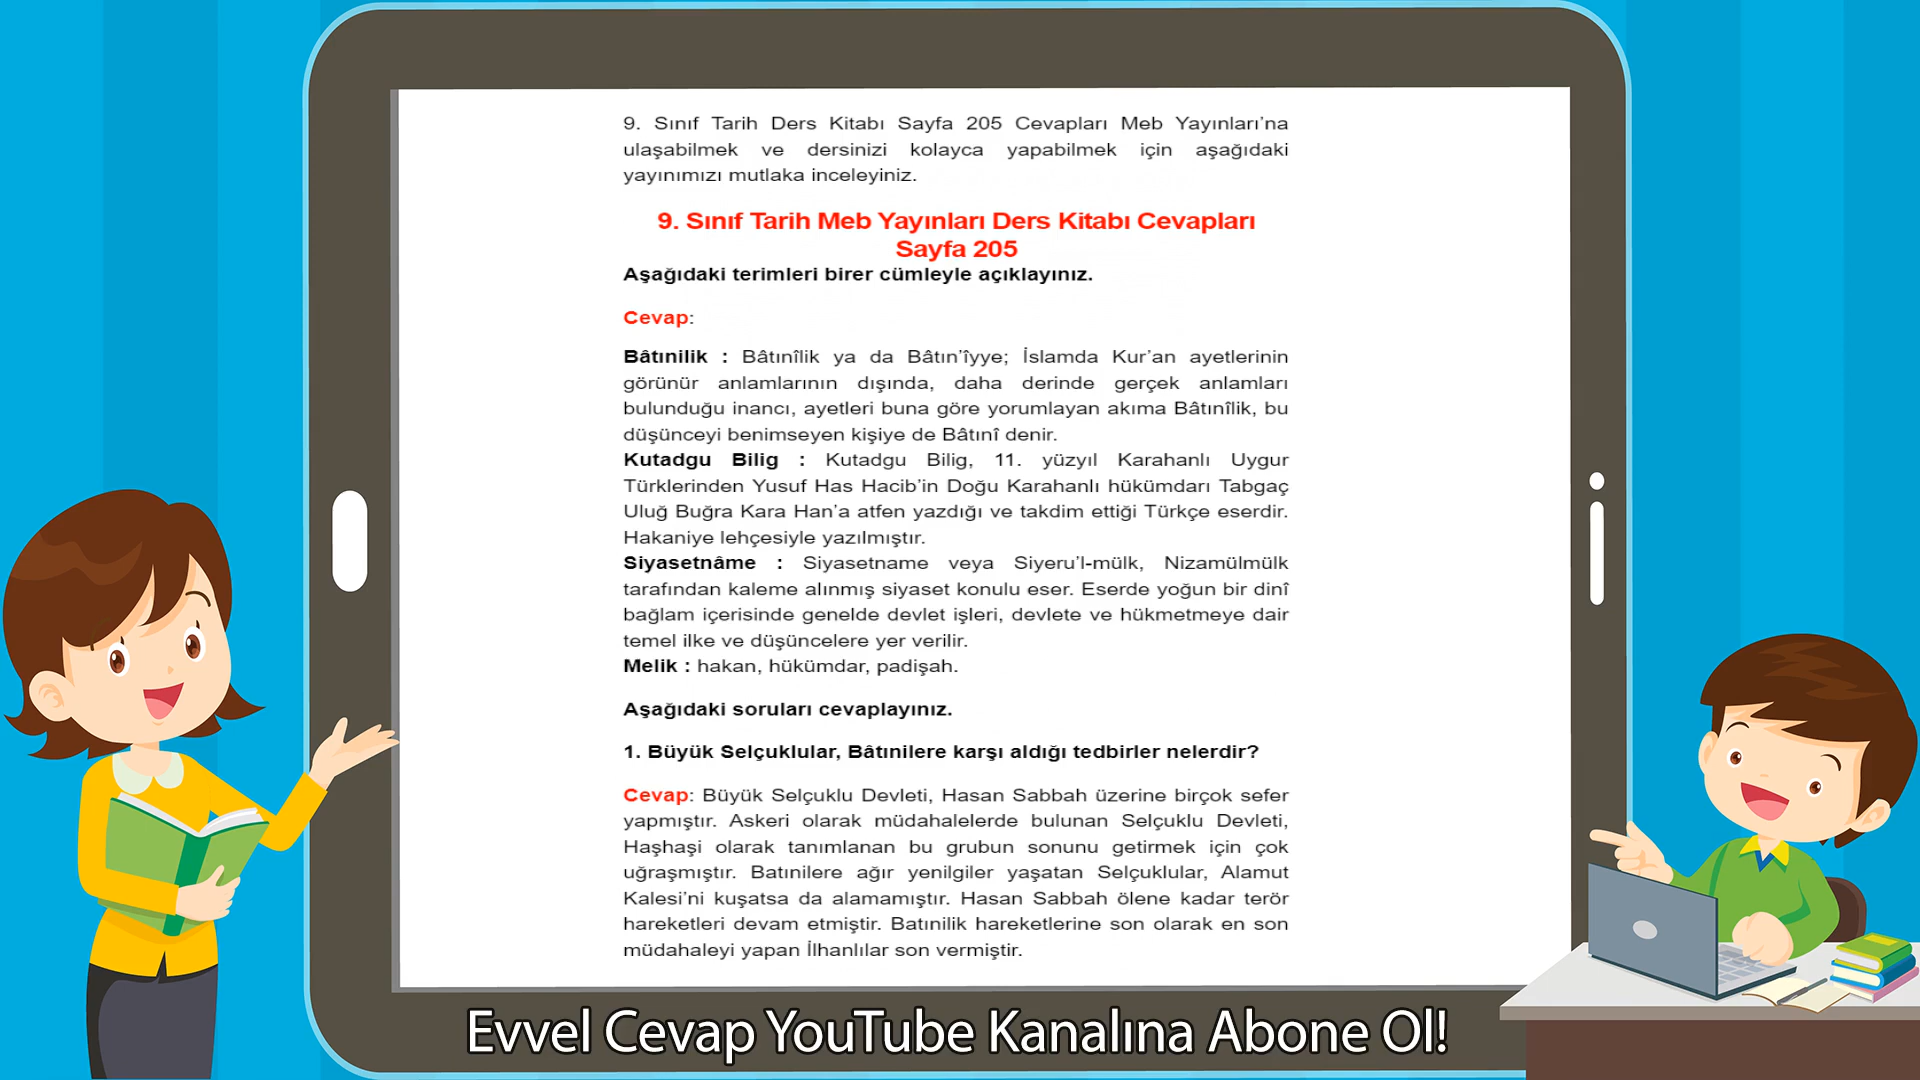 9. Sınıf Tarih Ders Kitabı Sayfa 205 Cevapları Meb Yayınları’na
ulaşabilmek ve dersinizi kolayca yapabilmek için aşağıdaki
yayınımızı mutlaka inceleyiniz.
9. Sınıf Tarih Meb Yayınları Ders Kitabı Cevapları
Sayfa 205
Aşağıdaki terimleri birer cümleyle açıklayınız.
Cevap:
Bâtınilik : Bâtınîlik ya da Bâtın’îyye; İslamda Kur’an ayetlerinin
görünür anlamlarının dışında, daha derinde gerçek anlamları
bulunduğu inancı, ayetleri buna göre yorumlayan akıma Bâtınîlik, bu
düşünceyi benimseyen kişiye de Bâtınî denir.
Kutadgu Bilig : Kutadgu Bilig, 11. yüzyıl Karahanlı Uygur
Türklerinden Yusuf Has Hacib’in Doğu Karahanlı hükümdarı Tabgaç
Uluğ Buğra Kara Han’a atfen yazdığı ve takdim ettiği Türkçe eserdir.
Hakaniye lehçesiyle yazılmıştır.
Siyasetnâme : Siyasetname veya Siyeru’l-mülk, Nizamülmülk
tarafından kaleme alınmış siyaset konulu eser. Eserde yoğun bir dinî
bağlam içerisinde genelde devlet işleri, devlete ve hükmetmeye dair
temel ilke ve düşüncelere yer verilir.
Melik : hakan, hükümdar, padişah.
Aşağıdaki soruları cevaplayınız.
1. Büyük Selçuklular, Bâtınilere karşı aldığı tedbirler nelerdir?
Cevap: Büyük Selçuklu Devleti, Hasan Sabbah üzerine birçok sefer
yapmıştır. Askeri olarak müdahalelerde bulunan Selçuklu Devleti,
Haşhaşi olarak tanımlanan bu grubun sonunu getirmek için çok
uğraşmıştır. Batınilere ağır yenilgiler yaşatan Selçuklular, Alamut
Kalesi’ni kuşatsa da alamamıştır. Hasan Sabbah ölene kadar terör
hareketleri devam etmiştir. Batınilik hareketlerine son olarak en son
müdahaleyi yapan İlhanlılar son vermiştir.
Evvel Cevap YouTube Kanalına Abone Ol!